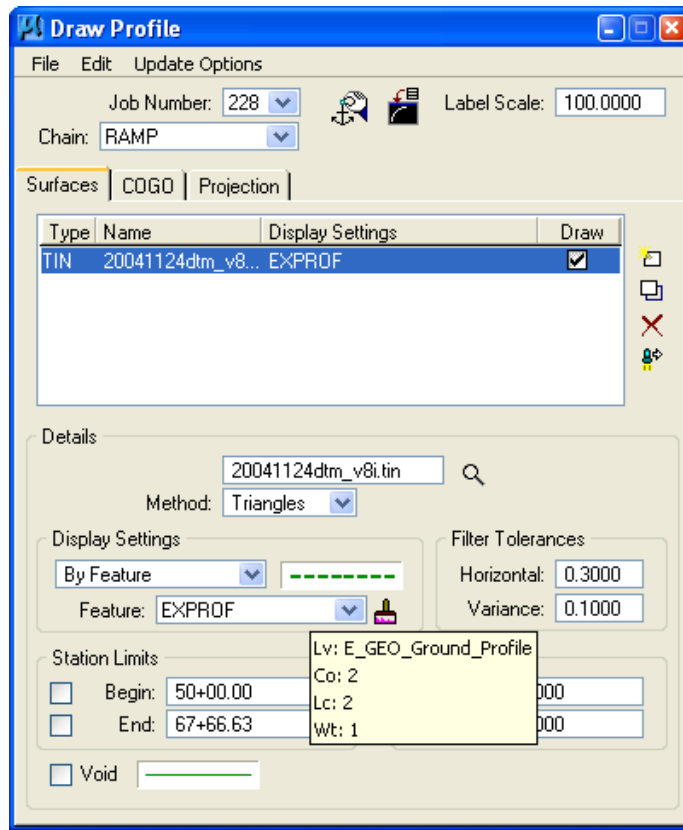 Draw Profile
File Edit Update Options
Job Number: 228 Label Scale: 100.0000
Chain: RAMP
Surfaces COGO Projection
Type Name Display Settings Draw
TIN 20041124dtm_v8... EXPROF
Details
20041124dtm_v8i.tin
Method: Triangles
Display Settings Filter Tolerances
By Feature Horizontal: 0.3000
Feature: EXPROF Variance: 0.1000
Lv: E_GEO_Ground_Profile
Co: 2
Lc: 2
Wt: 1
Station Limits
Begin: 50+00.00 000
End: 67+66.63 000
Void